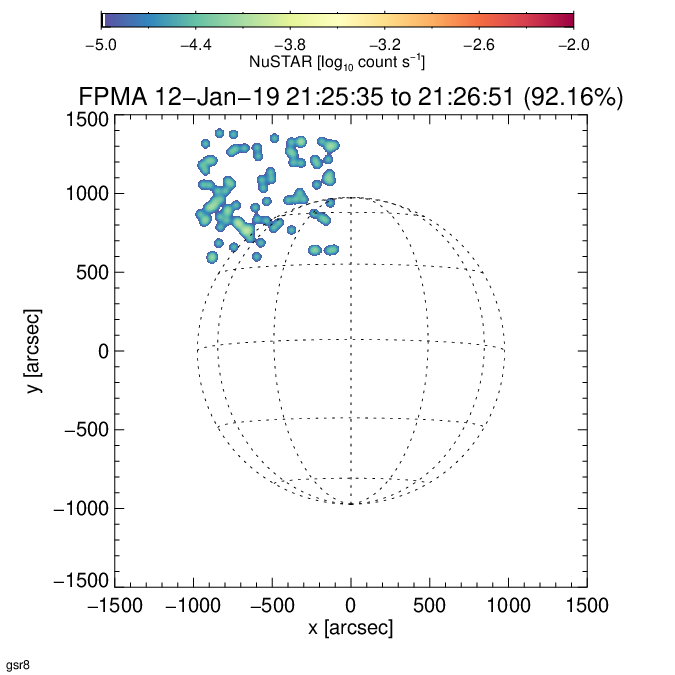 −5.0 −4.4 −3.8 −3.2 −2.6 −2.0
NuSTAR [log10 count s−1]
FPMA 12−Jan−19 21:25:35 to 21:26:51 (92.16%)
1500
1000
500
0
−500
−1000
−1500
y [arcsec]
−1500 −1000 −500 0 500 1000 1500
x [arcsec]
gsr8